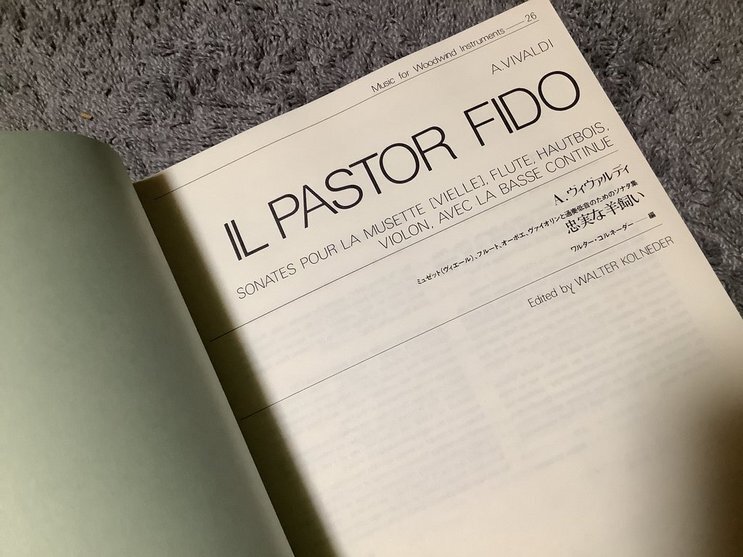 Music for Woodwind Instruments——26
A.VIVALDI
IL PASTOR FIDO
SONATES POUR LA MUSETTE [VIELLE], FLUTE, HAUTBOIS,
VIOLON, AVEC LA BASSE CONTINUE
A.ヴィヴァルディ
ミュゼット(ヴィエール)、フルート、オーボエ、ヴァイオリンと通奏低音のためのソナタ集
忠実な羊飼い
ワルター・コルネーダー——編
Edited by WALTER KOLNEDER